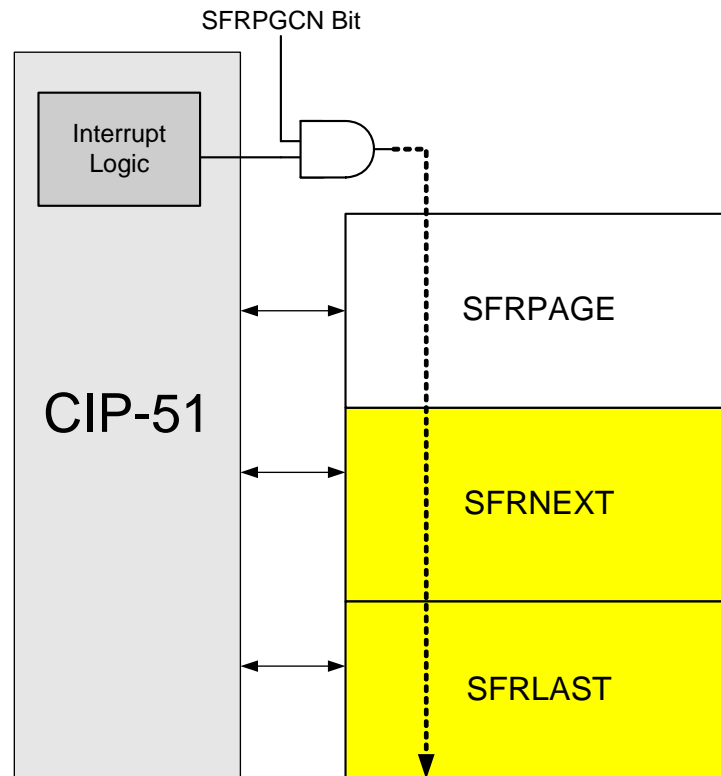 SFRPGCN Bit
Interrupt
Logic
SFRPAGE
CIP-51
SFRNEXT
SFRLAST